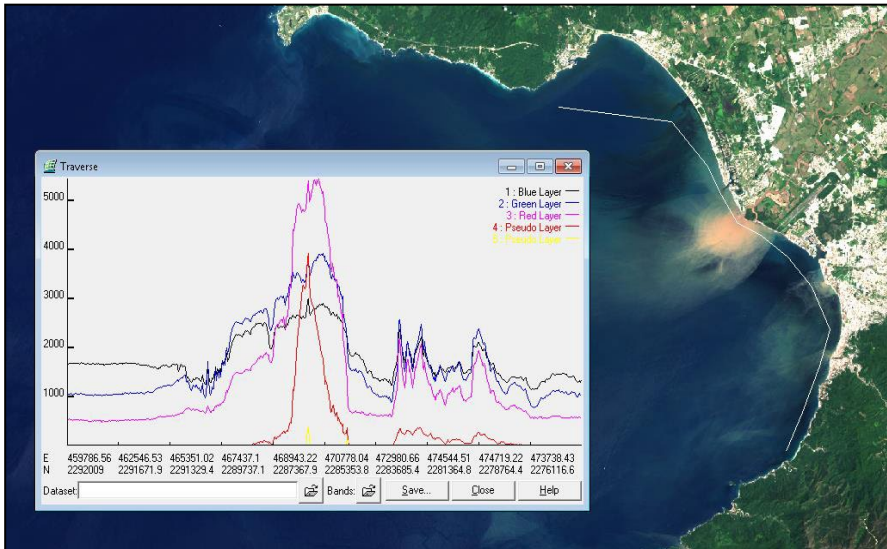 Traverse
5000
4000
3000
2000
1000
1 : Blue Layer
2 : Green Layer
3 : Red Layer
4 : Pseudo Layer
5 : Pseudo Layer
E 459786.56 462546.53 465351.02 467437.1 468943.22 470778.04 472980.66 474544.51 474719.22 473738.43
N 2292009 2291671.9 2291329.4 2289737.1 2287367.9 2285353.8 2283685.4 2281364.8 2278764.4 2276116.6
Dataset: Bands: Save... Close Help